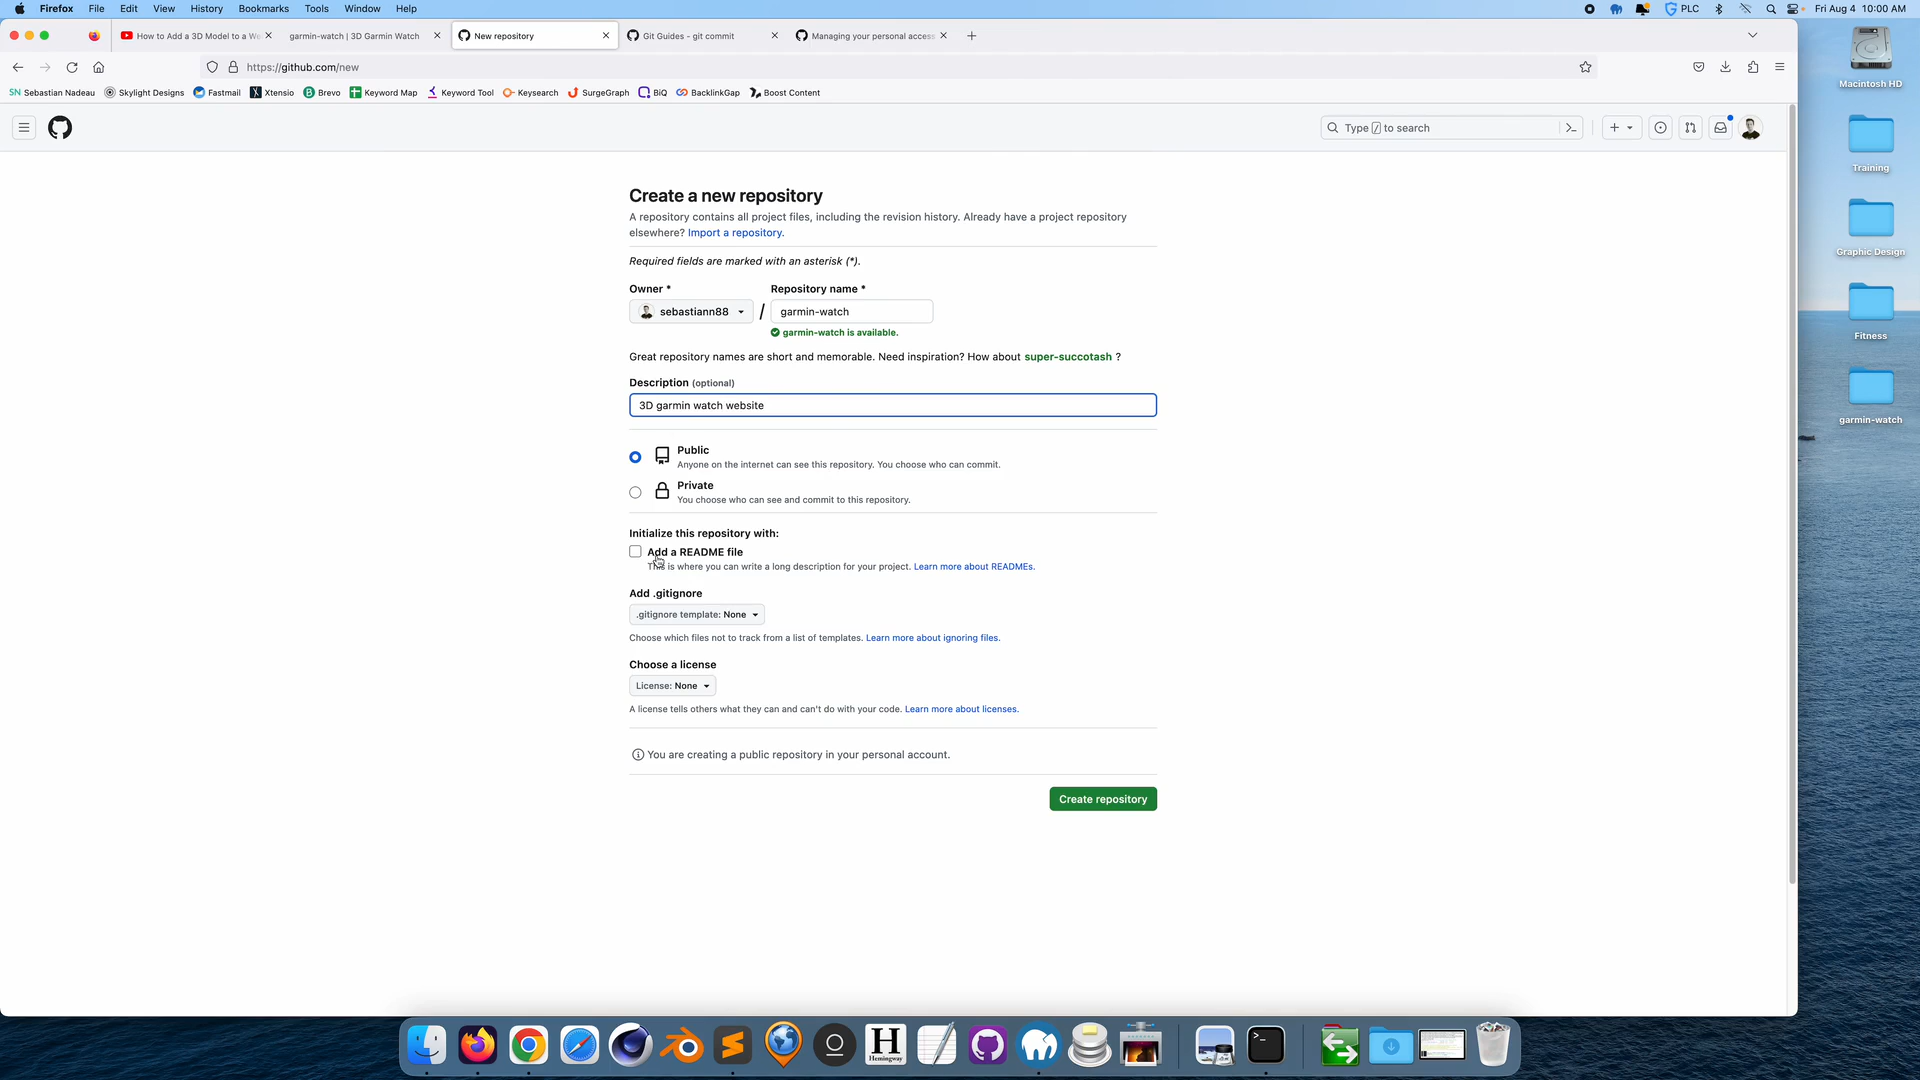 Firefox File Edit View History Bookmarks Tools Window Help PLC Fri Aug 4 10:00 AM
How to Add a 3D Model to a We garmin-watch | 3D Garmin Watch New repository Git Guides - git commit Managing your personal access
https://github.com/new
SN Sebastian Nadeau Skylight Designs Fastmail Xtensio Brevo Keyword Map Keyword Tool Keysearch SurgeGraph BiQ BacklinkGap Boost Content
Type / to search
Create a new repository
A repository contains all project files, including the revision history. Already have a project repository
elsewhere? Import a repository.
Required fields are marked with an asterisk (*).
Owner * Repository name *
sebastiann88 / garmin-watch
garmin-watch is available.
Great repository names are short and memorable. Need inspiration? How about super-succotash ?
Description (optional)
3D garmin watch website
Public
Anyone on the internet can see this repository. You choose who can commit.
Private
You choose who can see and commit to this repository.
Initialize this repository with:
Add a README file
This is where you can write a long description for your project. Learn more about READMEs.
Add .gitignore
.gitignore template: None
Choose which files not to track from a list of templates. Learn more about ignoring files.
Choose a license
License: None
A license tells others what they can and can't do with your code. Learn more about licenses.
You are creating a public repository in your personal account.
Create repository
Macintosh HD
Training
Graphic Design
Fitness
garmin-watch
H
Hemingway